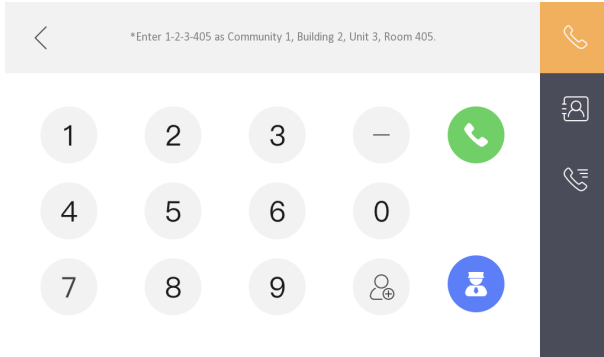 *Enter 1-2-3-405 as Community 1, Building 2, Unit 3, Room 405.
1 2 3 —
4 5 6 0
7 8 9